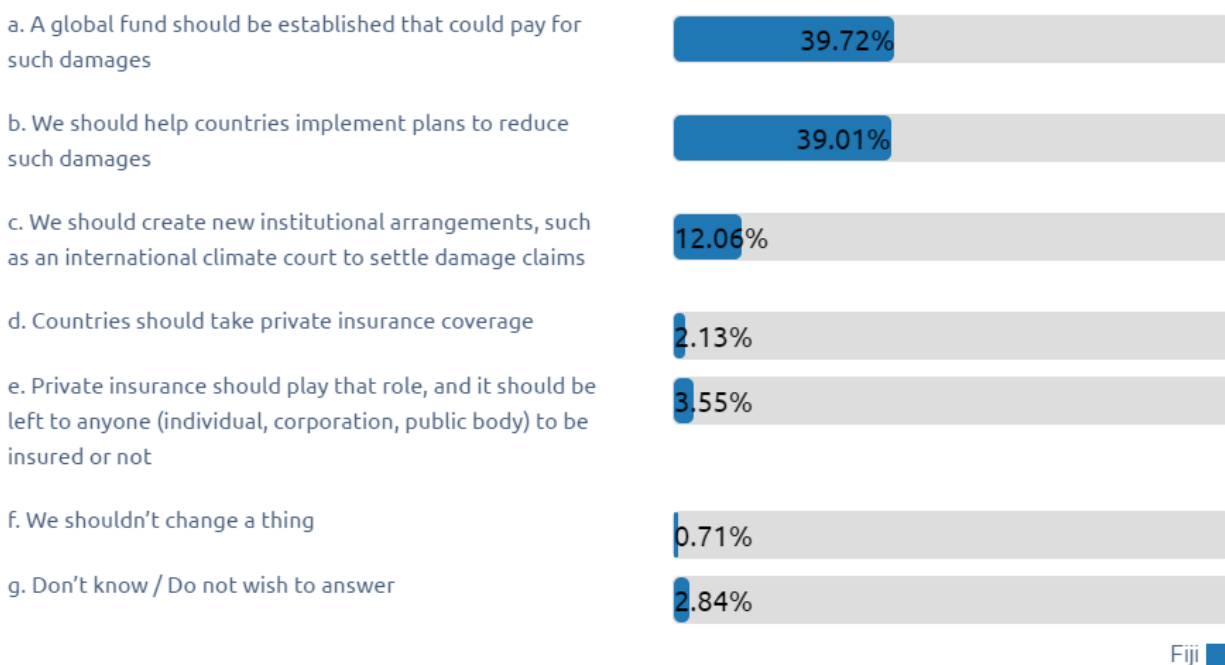 a. A global fund should be established that could pay for
such damages
39.72%
b. We should help countries implement plans to reduce
such damages
39.01%
c. We should create new institutional arrangements, such
as an international climate court to settle damage claims
12.06%
d. Countries should take private insurance coverage
2.13%
e. Private insurance should play that role, and it should be
left to anyone (individual, corporation, public body) to be
insured or not
3.55%
f. We shouldn’t change a thing
0.71%
g. Don’t know / Do not wish to answer
2.84%
Fiji